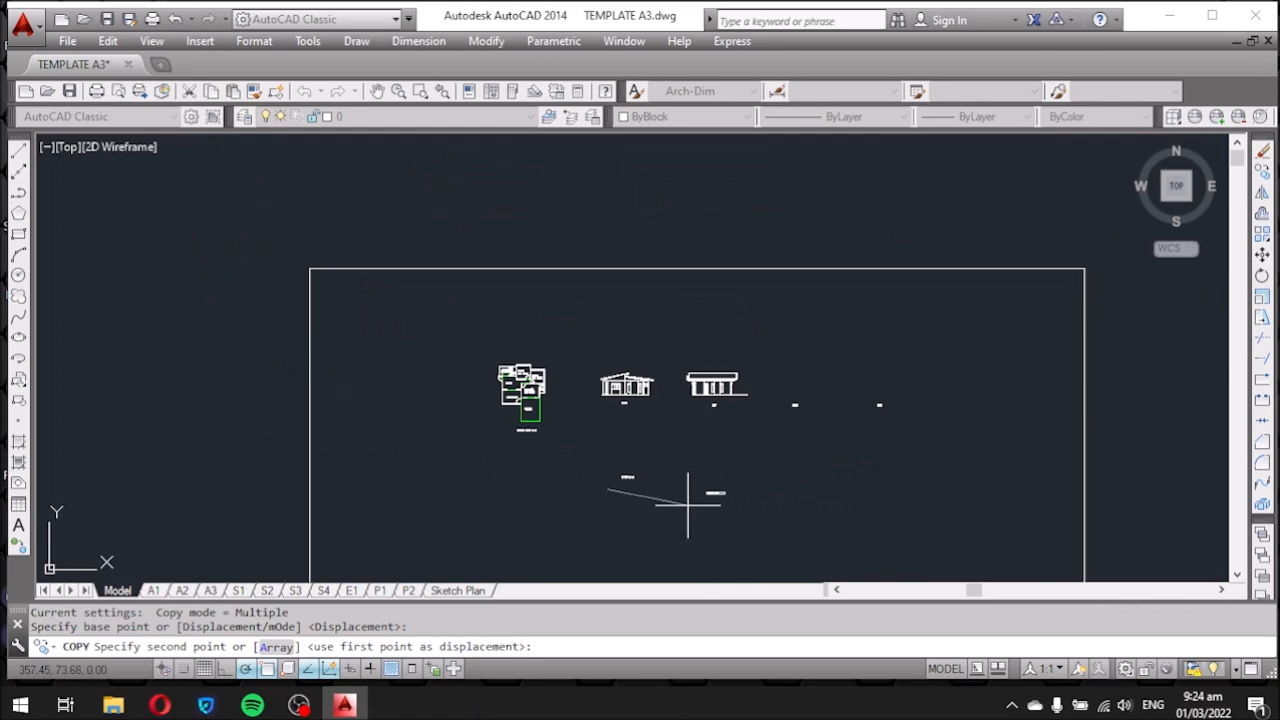 AutoCAD Classic
Autodesk AutoCAD 2014 TEMPLATE A3.dwg
Type a keyword or phrase
Sign In
File Edit View Insert Format Tools Draw Dimension Modify Parametric Window Help Express
TEMPLATE A3*
Arch-Dim
AutoCAD Classic
0
ByBlock
ByLayer
ByLayer
ByColor
[−][Top][2D Wireframe]
N
W TOP E
S
WCS
Y
X
Model A1 A2 A3 S1 S2 S3 S4 E1 P1 P2 Sketch Plan
Current settings: Copy mode = Multiple
Specify base point or [Displacement/mOde] <Displacement>:
COPY Specify second point or [Array] <use first point as displacement>:
357.45, 73.68, 0.00
MODEL
1:1
ENG
9:24 am
01/03/2022
1